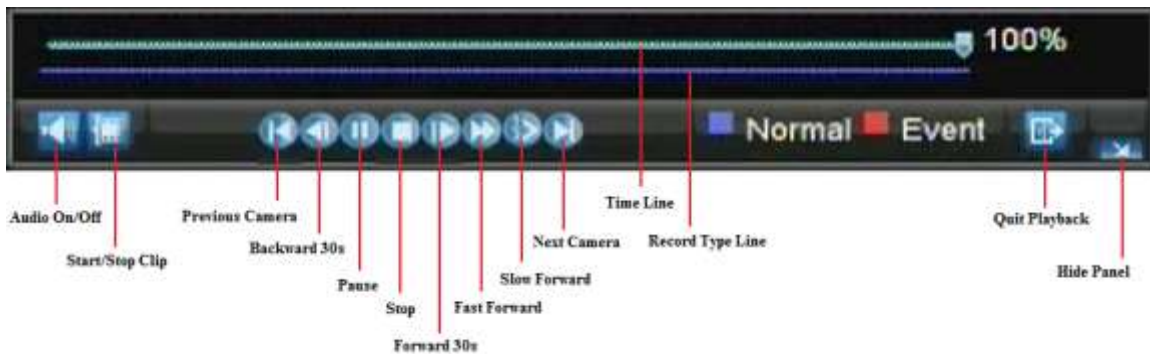 100%
Normal
Event
Audio On/Off
Previous Camera
Time Line
Quit Playback
Start/Stop Clip
Backward 30s
Next Camera
Record Type Line
Pause
Slow Forward
Hide Panel
Stop
Fast Forward
Forward 30s